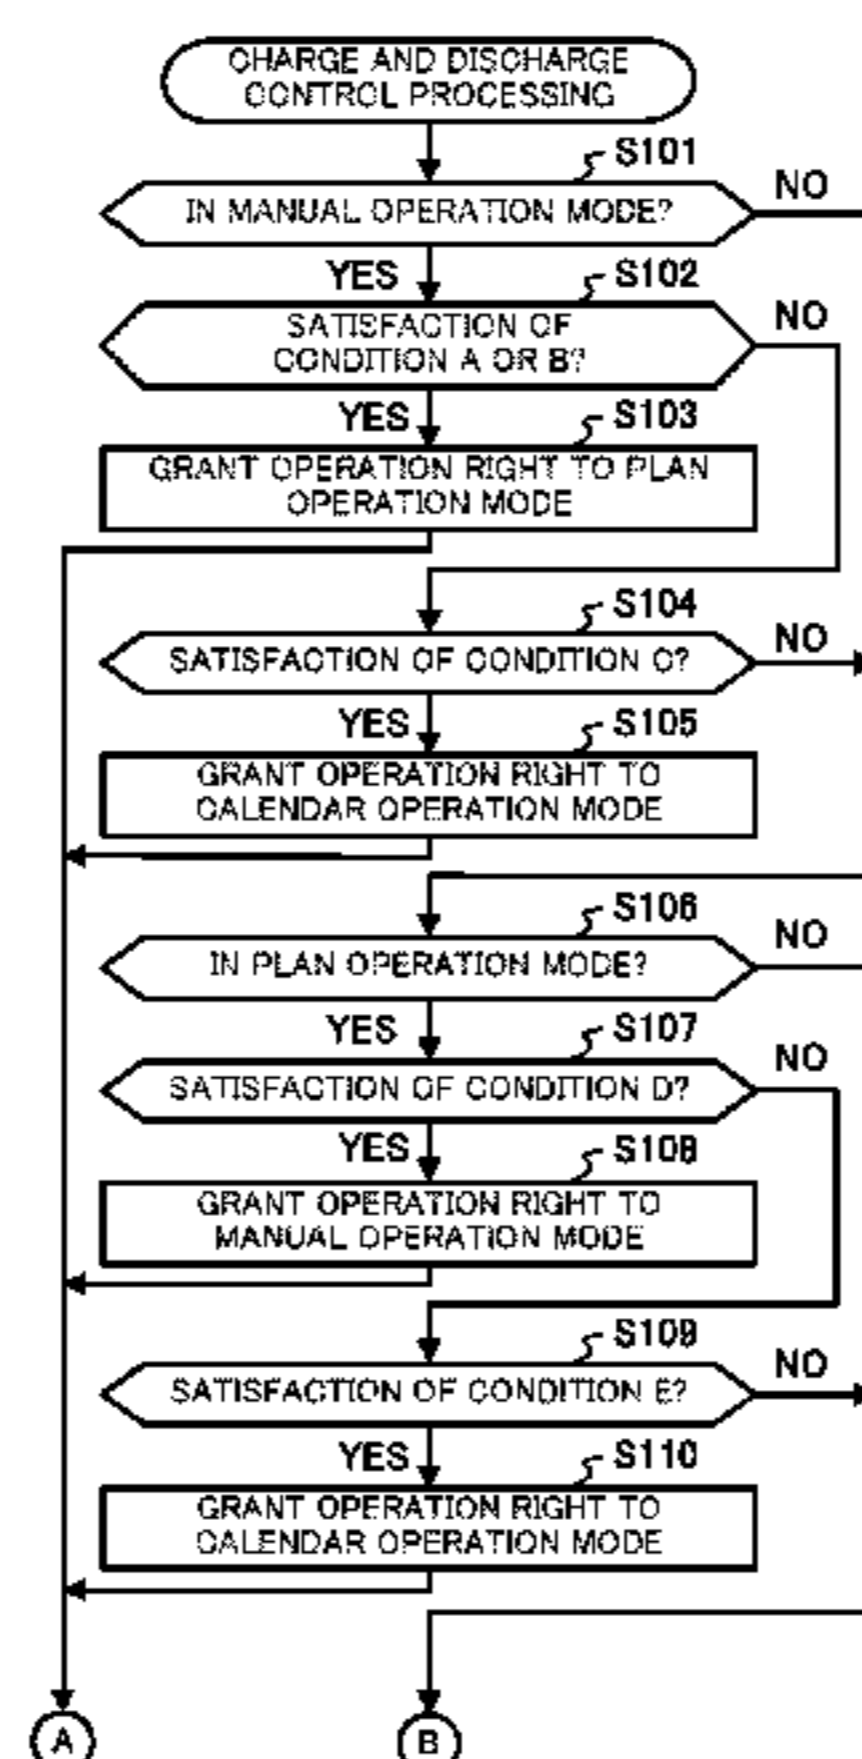 CHARGE AND DISCHARGE
CONTROL PROCESSING
S101
IN MANUAL OPERATION MODE?
NO
YES
S102
SATISFACTION OF
CONDITION A OR B?
NO
YES
S103
GRANT OPERATION RIGHT TO PLAN
OPERATION MODE
S104
SATISFACTION OF CONDITION C?
NO
YES
S105
GRANT OPERATION RIGHT TO
CALENDAR OPERATION MODE
S106
IN PLAN OPERATION MODE?
NO
YES
S107
SATISFACTION OF CONDITION D?
NO
YES
S108
GRANT OPERATION RIGHT TO
MANUAL OPERATION MODE
S109
SATISFACTION OF CONDITION E?
NO
YES
S110
GRANT OPERATION RIGHT TO
CALENDAR OPERATION MODE
A
B